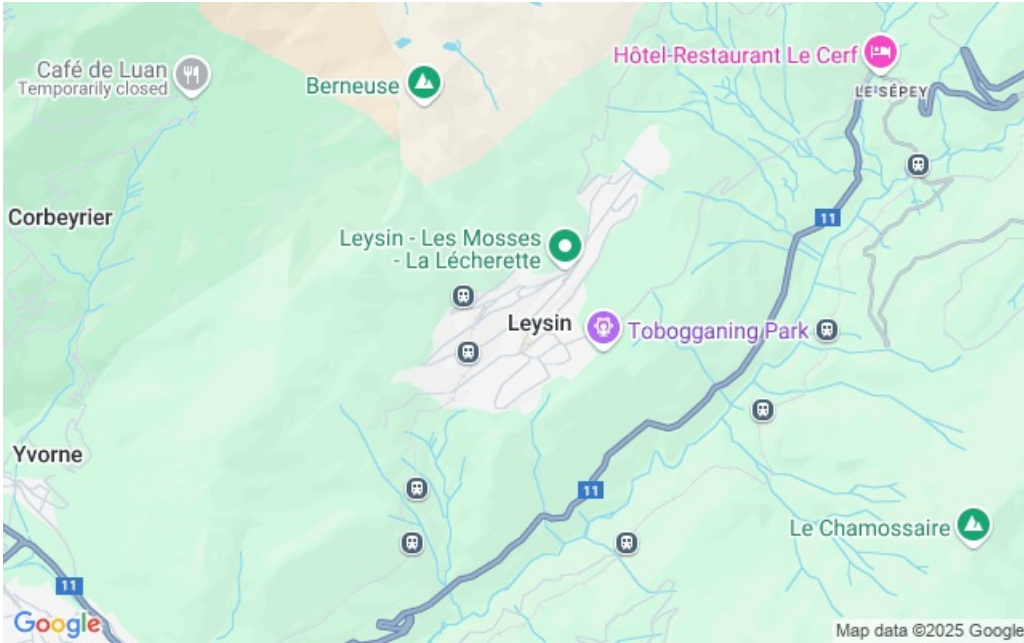 Hôtel-Restaurant Le Cerf
Café de Luan
Temporarily closed
Berneuse
LE SÉPEY
Corbeyrier
11
Leysin - Les Mosses
- La Lécherette
Leysin
Tobogganing Park
Yvorne
11
Le Chamossaire
11
Google
Map data ©2025 Google